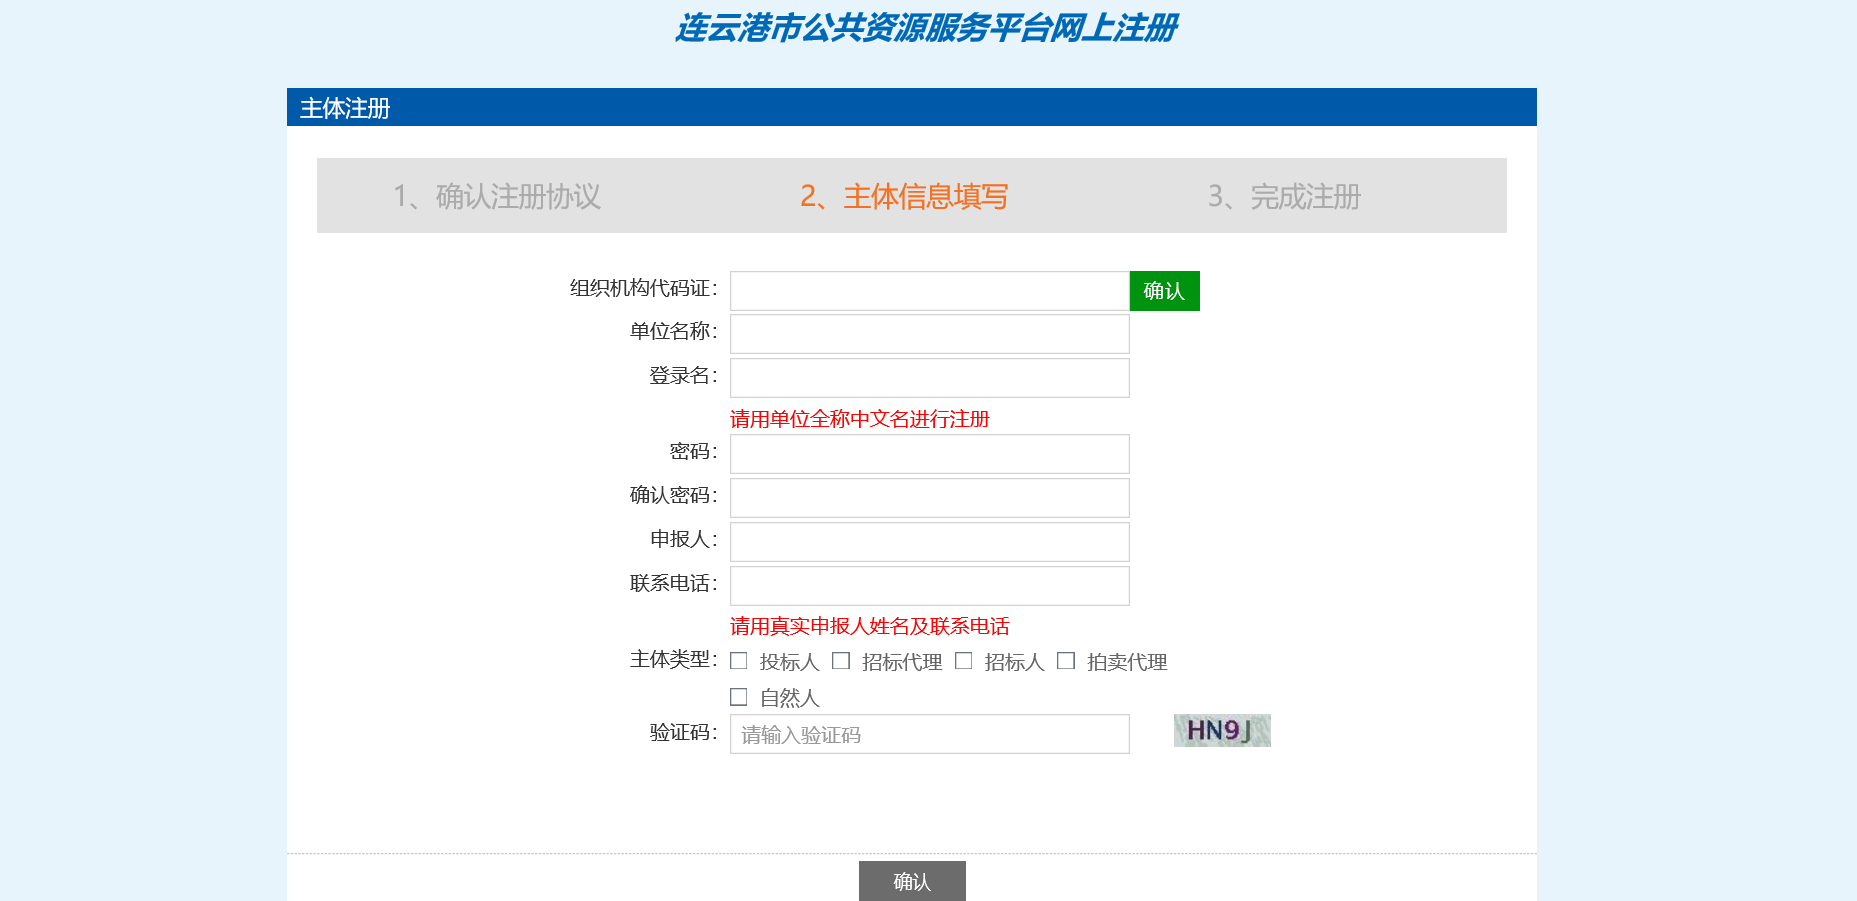 连云港市公共资源服务平台网上注册
主体注册
1、确认注册协议 2、主体信息填写 3、完成注册
组织机构代码证： 确认
单位名称：
登录名：
请用单位全称中文名进行注册
密码：
确认密码：
申报人：
联系电话：
请用真实申报人姓名及联系电话
主体类型： 投标人 招标代理 招标人 拍卖代理
自然人
验证码： 请输入验证码 HN9J
确认